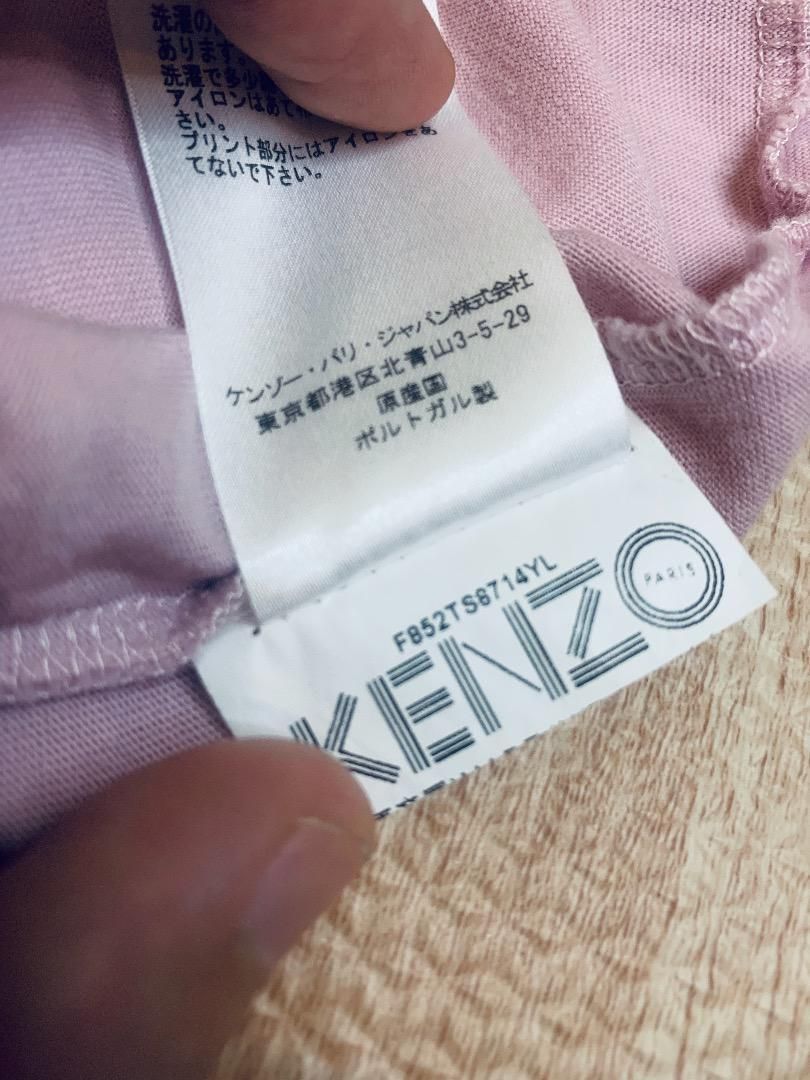 洗濯の
あります。
洗濯で多少
アイロンはあて
さい。
プリント部分にはアイロンをあ
てないで下さい。
ケンゾー・パリ・ジャパン株式会社
東京都港区北青山3-5-29
原産国
ポルトガル製
F852TS8714YL
KENZO
PARIS